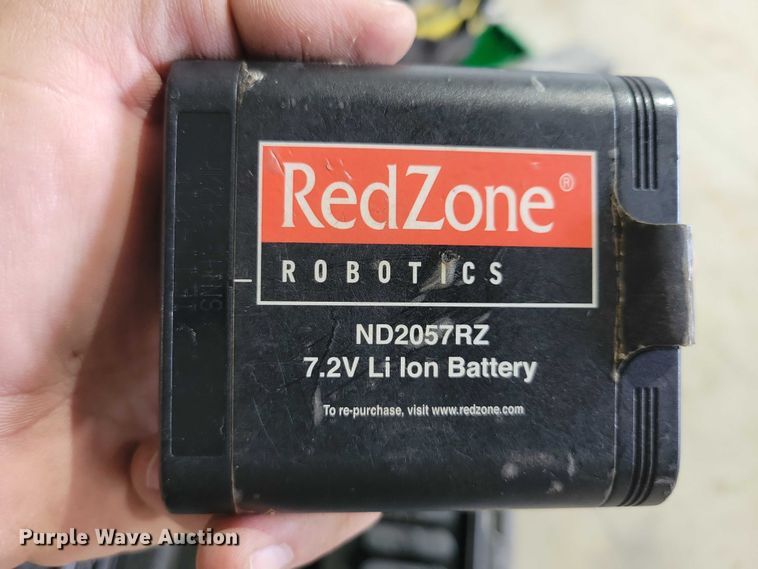 RedZone®
ROBOTICS
ND2057RZ
7.2V Li Ion Battery
To re-purchase, visit www.redzone.com
Purple Wave Auction